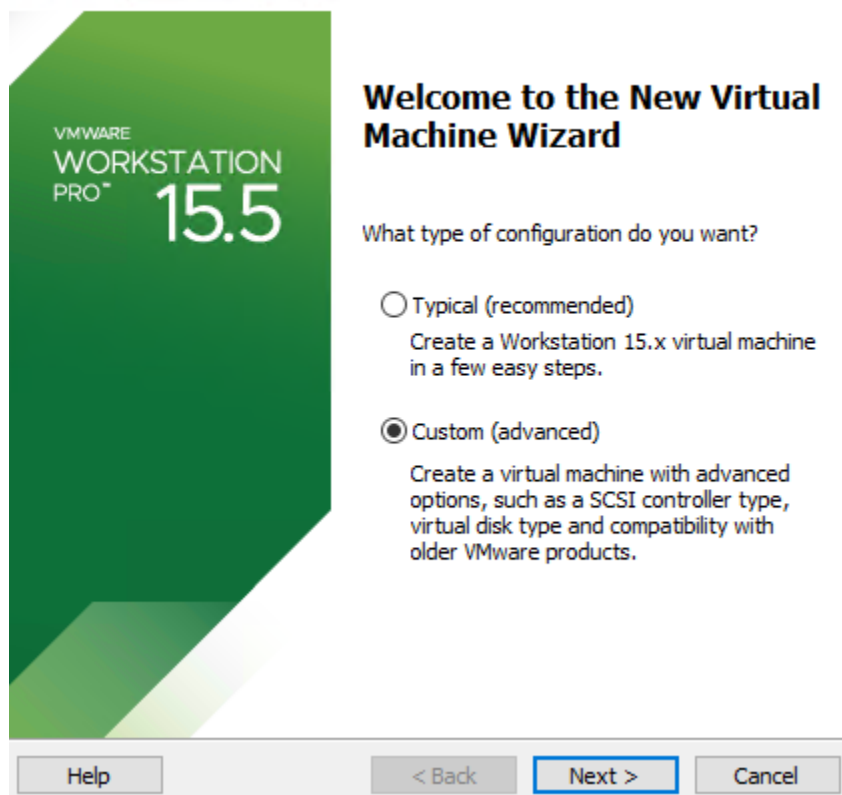 VMWARE
WORKSTATION
PRO™
15.5
Welcome to the New Virtual
Machine Wizard
What type of configuration do you want?
Typical (recommended)
Create a Workstation 15.x virtual machine
in a few easy steps.
Custom (advanced)
Create a virtual machine with advanced
options, such as a SCSI controller type,
virtual disk type and compatibility with
older VMware products.
Help
< Back
Next >
Cancel